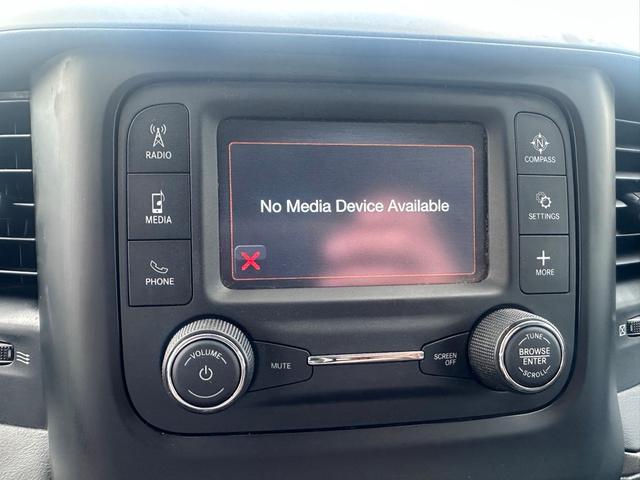 RADIO
MEDIA
PHONE
No Media Device Available
COMPASS
N
SETTINGS
MORE
VOLUME
MUTE
SCREEN
OFF
TUNE
BROWSE
ENTER
SCROLL